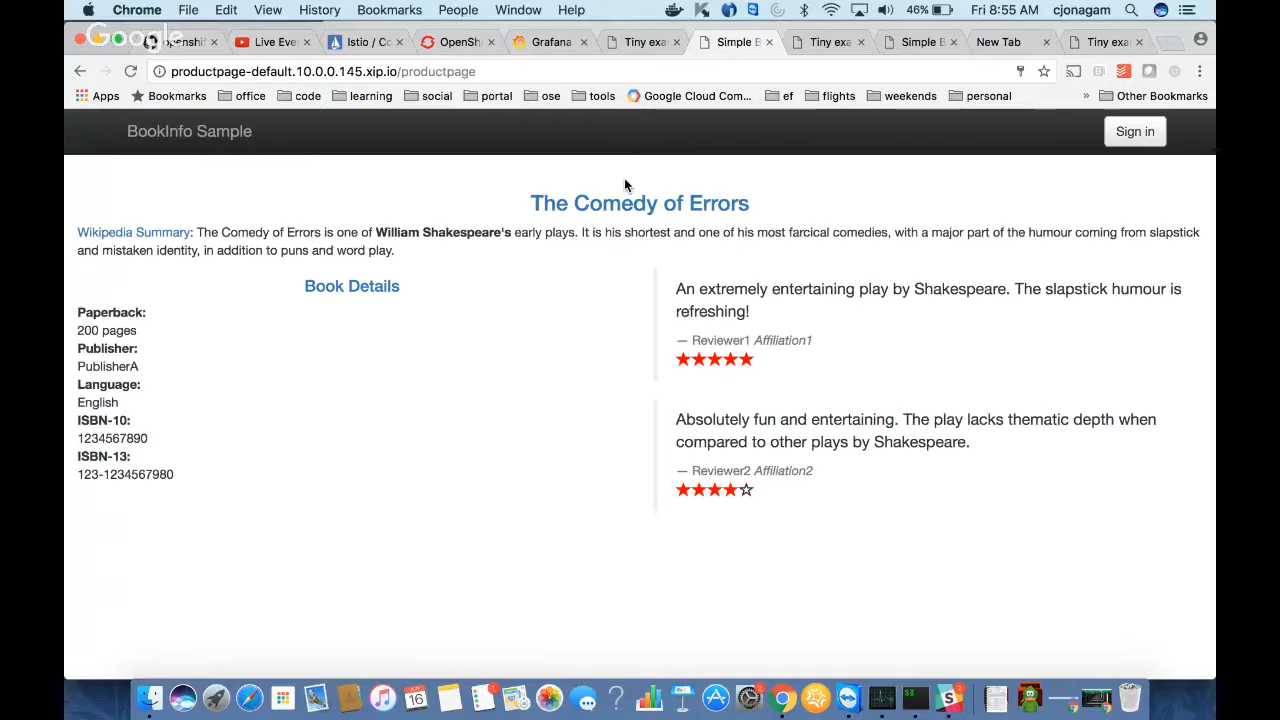 Chrome File Edit View History Bookmarks People Window Help 46% Fri 8:55 AM cjonagam
Google
openshift Live Eve Istio / Co OpenShi Grafana Tiny exa Simple B Tiny exa Simple B New Tab Tiny exa
productpage-default.10.0.0.145.xip.io/productpage
Apps Bookmarks office code learning social portal ose tools Google Cloud Com... ef flights weekends personal » Other Bookmarks
BookInfo Sample Sign in
The Comedy of Errors
Wikipedia Summary: The Comedy of Errors is one of William Shakespeare's early plays. It is his shortest and one of his most farcical comedies, with a major part of the humour coming from slapstick
and mistaken identity, in addition to puns and word play.
Book Details
Paperback:
200 pages
Publisher:
PublisherA
Language:
English
ISBN-10:
1234567890
ISBN-13:
123-1234567980
An extremely entertaining play by Shakespeare. The slapstick humour is
refreshing!
— Reviewer1 Affiliation1
Absolutely fun and entertaining. The play lacks thematic depth when
compared to other plays by Shakespeare.
— Reviewer2 Affiliation2
16